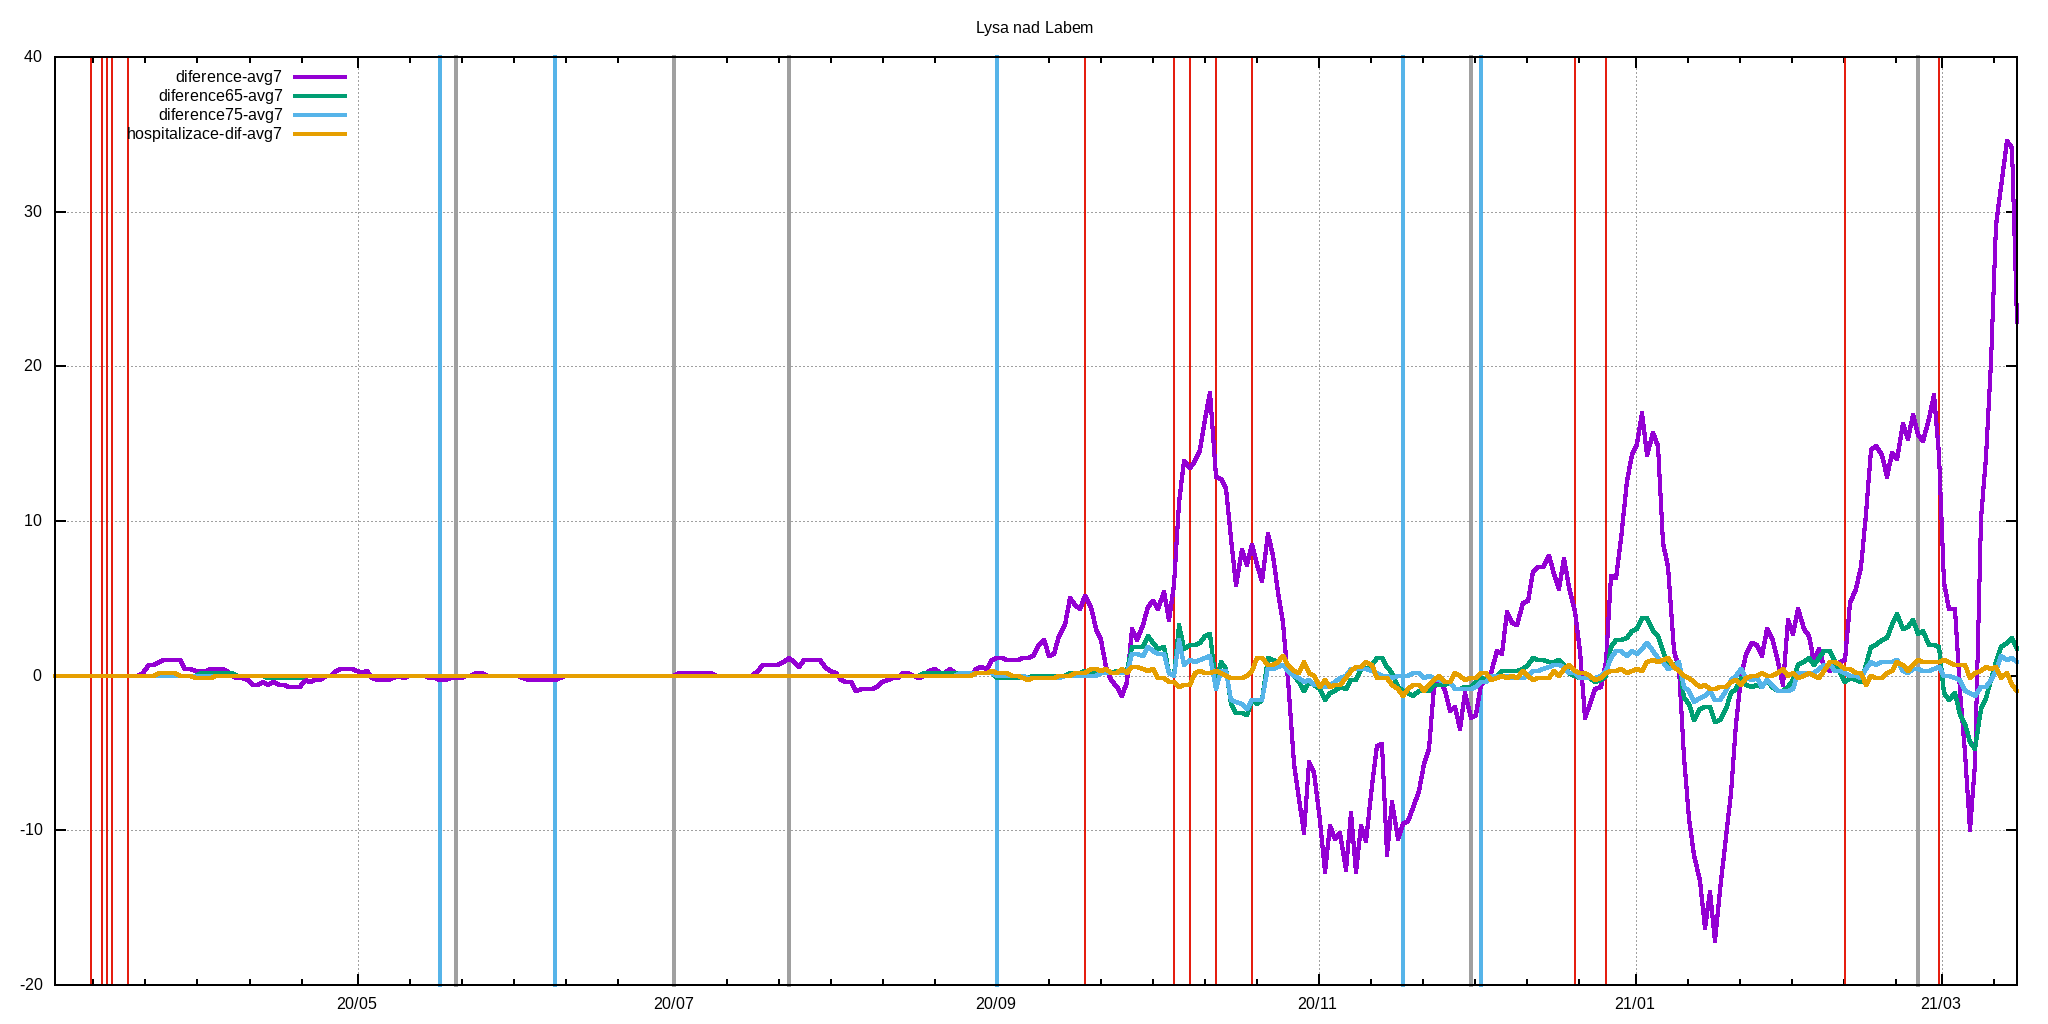 Lysa nad Labem
40
diference-avg7
diference65-avg7
diference75-avg7
hospitalizace-dif-avg7
30
20
10
0
-10
-20
20/05 20/07 20/09 20/11 21/01 21/03